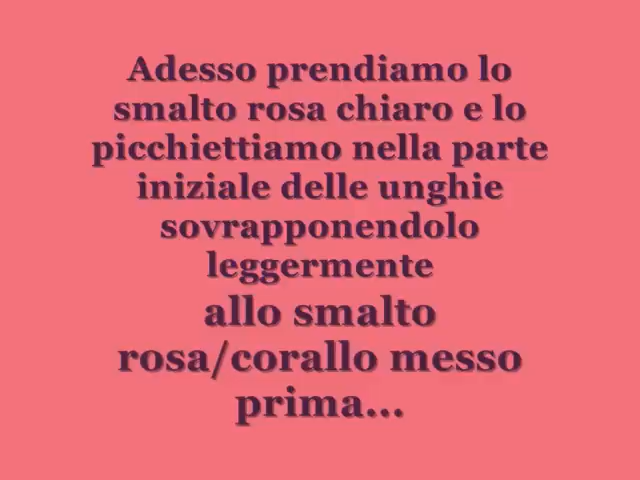 Adesso prendiamo lo
smalto rosa chiaro e lo
picchiettiamo nella parte
iniziale delle unghie
sovrapponendolo
leggermente
allo smalto
rosa/corallo messo
prima...